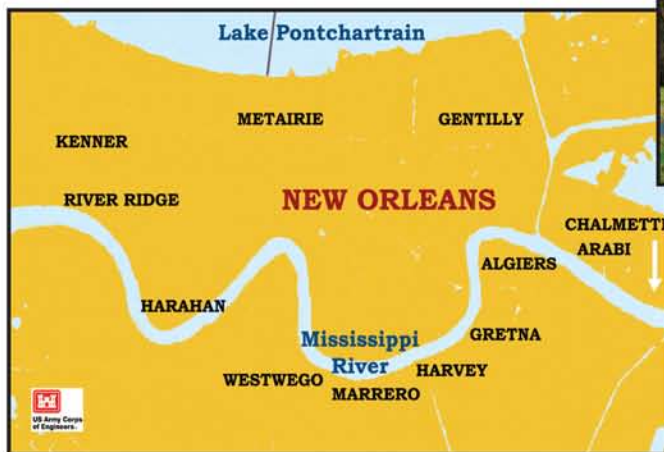 Lake Pontchartrain
METAIRIE
GENTILLY
KENNER
RIVER RIDGE
NEW ORLEANS
CHALMETTE
ARABI
ALGIERS
HARAHAN
Mississippi
River
GRETNA
HARVEY
WESTWEGO
MARRERO
US Army Corps
of Engineers.